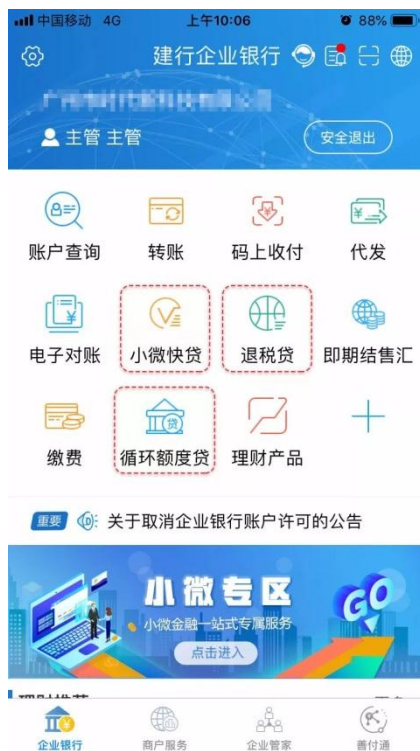 中国移动 4G 上午10:06 88%
建行企业银行
主管 主管
安全退出
账户查询 转账 码上收付 代发
电子对账 小微快贷 退税贷 即期结售汇
缴费 循环额度贷 理财产品
重要 关于取消企业银行账户许可的公告
小微专区
GO
小微金融一站式专属服务
点击进入
企业银行 商户服务 企业管家 善付通